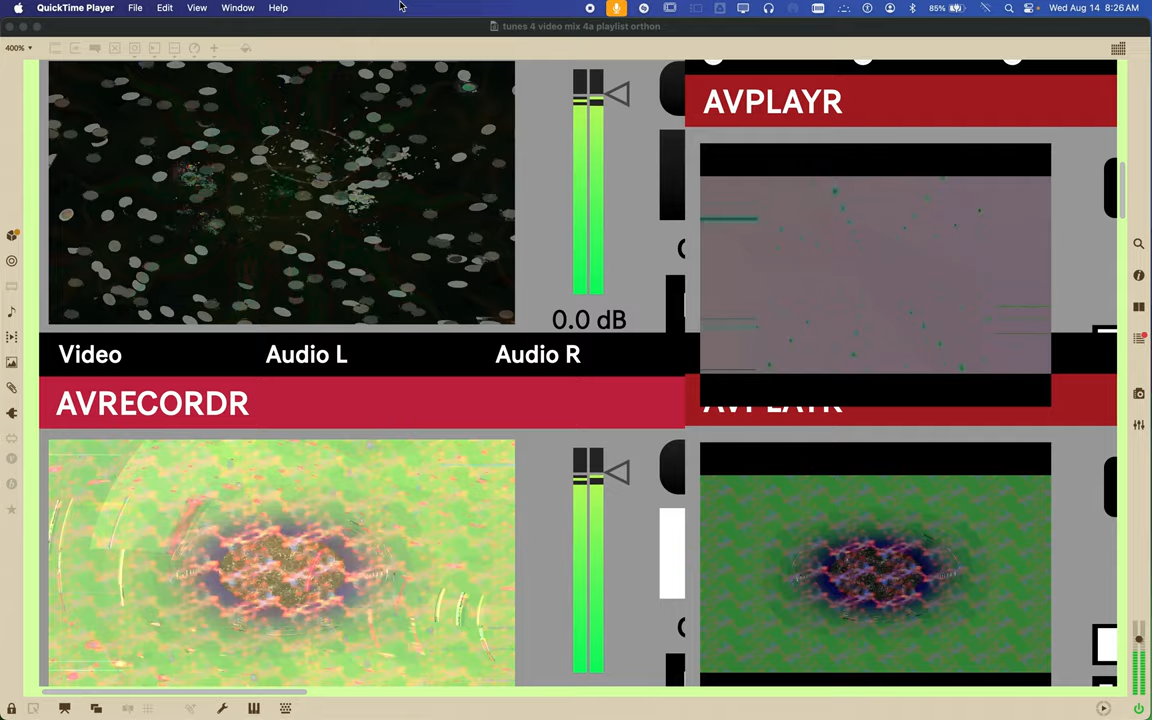 QuickTime Player File Edit View Window Help 85% Wed Aug 14 8:26 AM
tunes 4 video mix 4a playlist orthon
400%
AVPLAYR
0.0 dB
Video Audio L Audio R
AVRECORDR
AVPLAYR